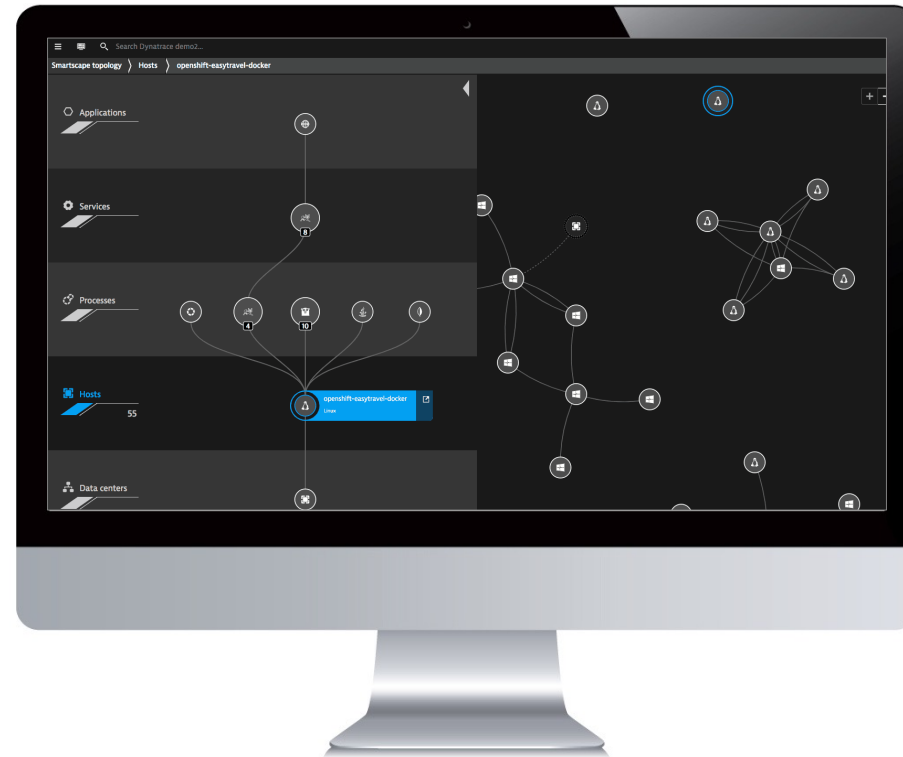 Search Dynatrace demo2...
Smartscape topology
Hosts
openshift-easytravel-docker
Applications
Services
8
Processes
4
10
Hosts
55
openshift-easytravel-docker
Linux
Data centers